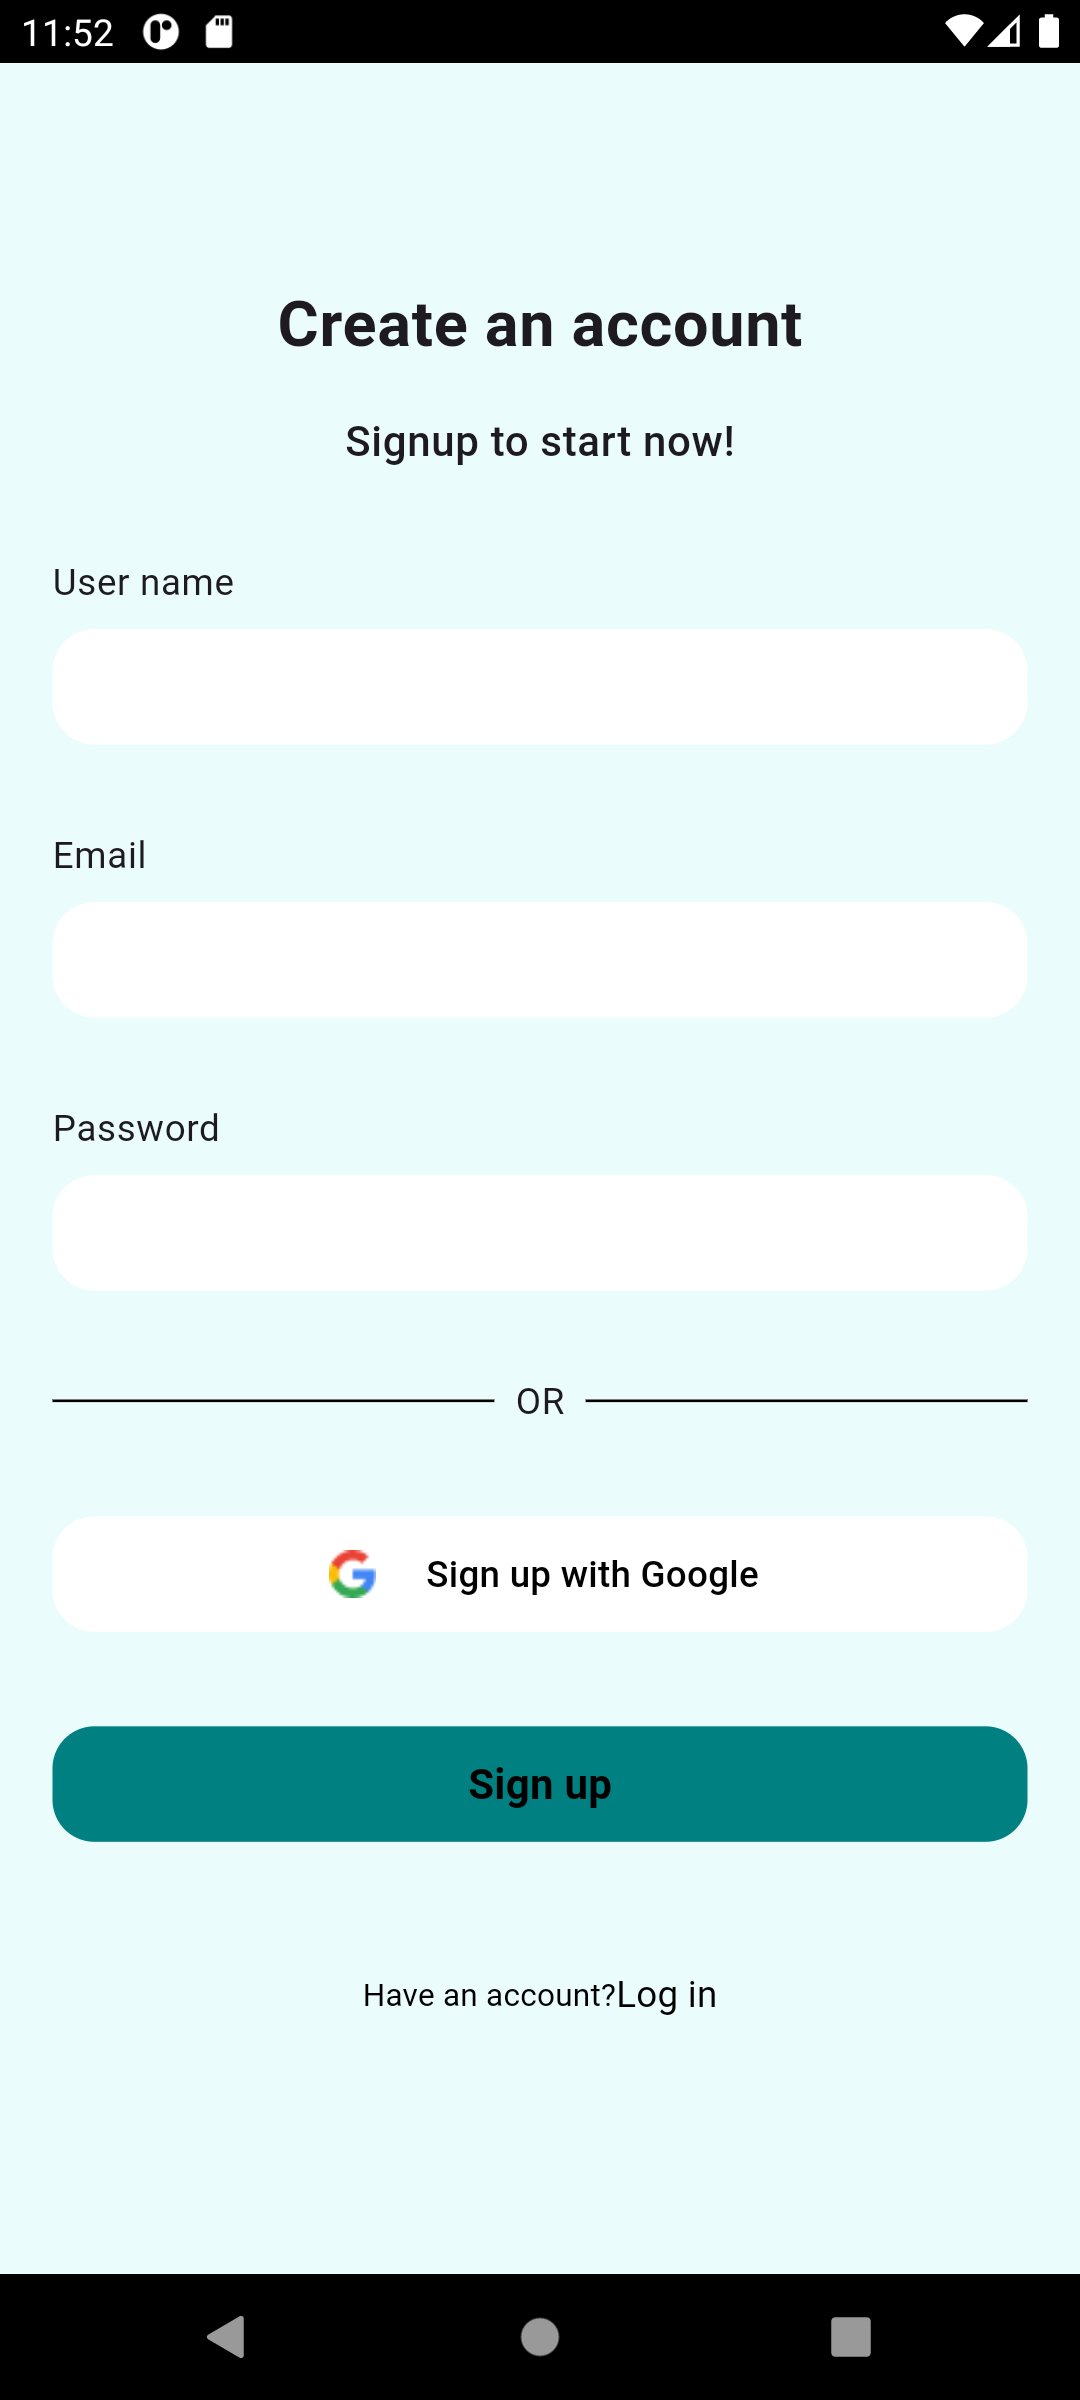 11:52
Create an account
Signup to start now!
User name
Email
Password
OR
Sign up with Google
Sign up
Have an account?Log in